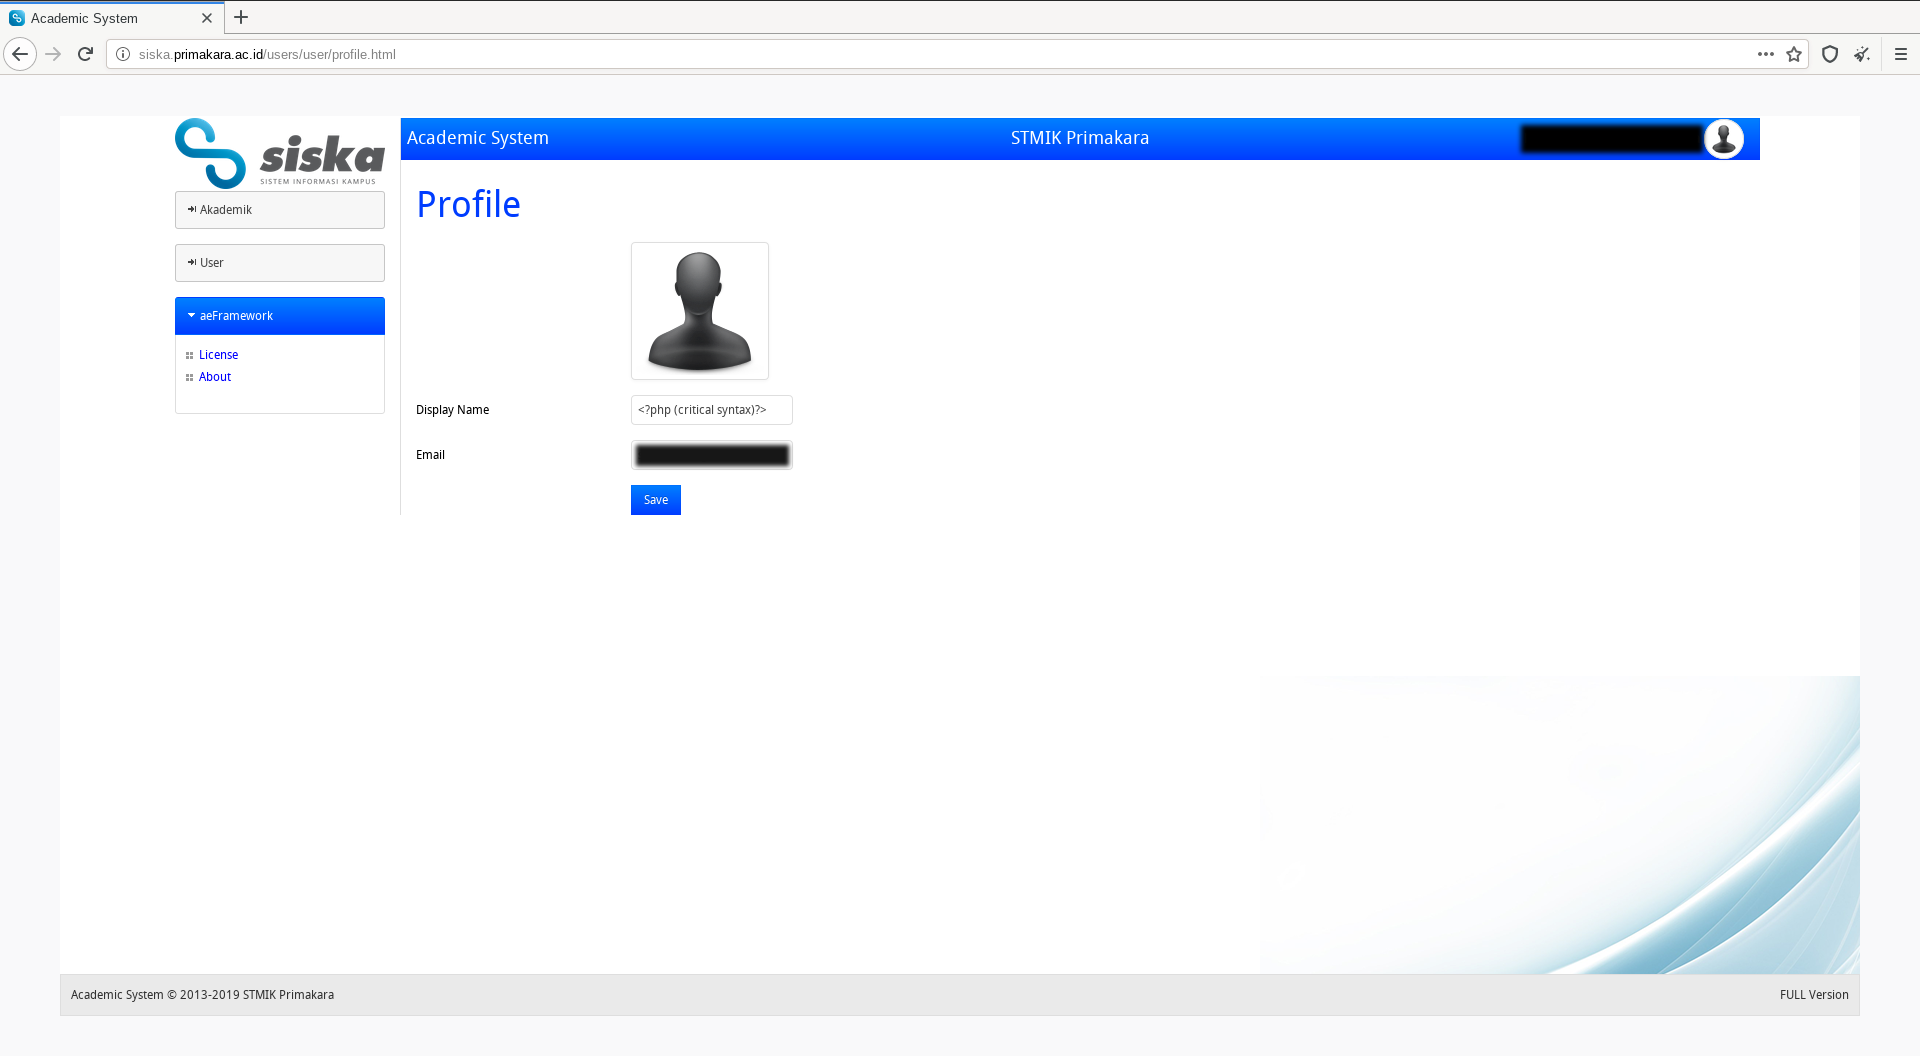 Academic System
siska.primakara.ac.id/users/user/profile.html
siska
SISTEM INFORMASI KAMPUS
Academic System
STMIK Primakara
Akademik
User
aeFramework
License
About
Profile
Display Name
<?php (critical syntax)?>
Email
Save
Academic System © 2013-2019 STMIK Primakara
FULL Version